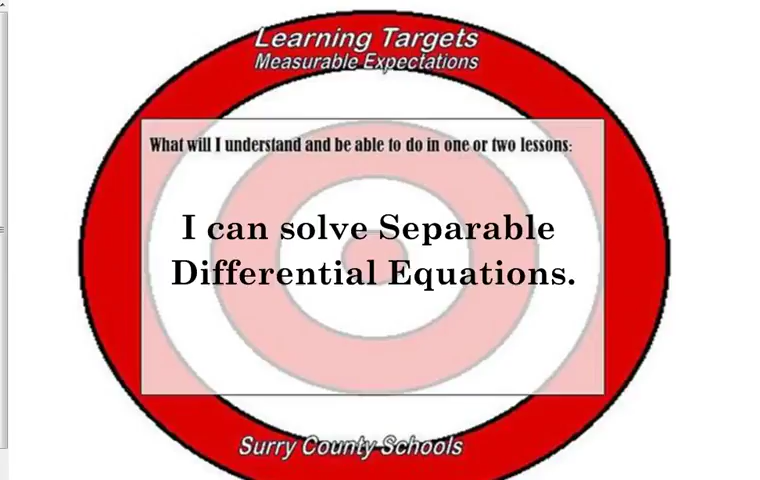 Learning Targets
Measurable Expectations
What will I understand and be able to do in one or two lessons:
I can solve Separable
Differential Equations.
Surry County Schools